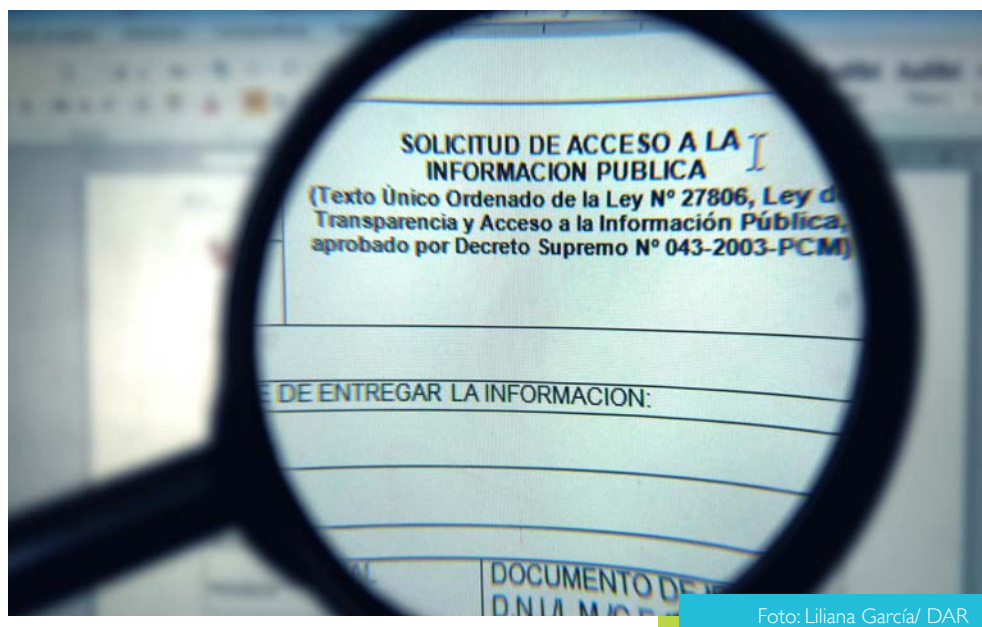 SOLICITUD DE ACCESO A LA
INFORMACION PUBLICA
(Texto Ùnico Ordenado de la Ley Nº 27806, Ley d
Transparencia y Acceso a la Información Pública,
aprobado por Decreto Supremo Nº 043-2003-PCM)
DE ENTREGAR LA INFORMACION:
DOCUMENTO DE
Foto: Liliana García/ DAR